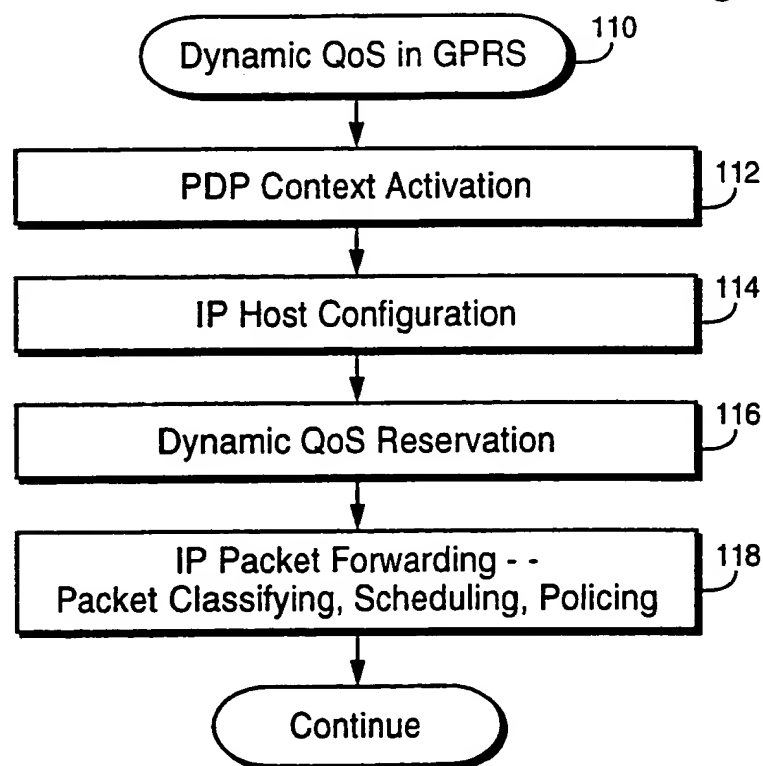 Dynamic QoS in GPRS
110
PDP Context Activation
112
IP Host Configuration
114
Dynamic QoS Reservation
116
IP Packet Forwarding - -
Packet Classifying, Scheduling, Policing
118
Continue